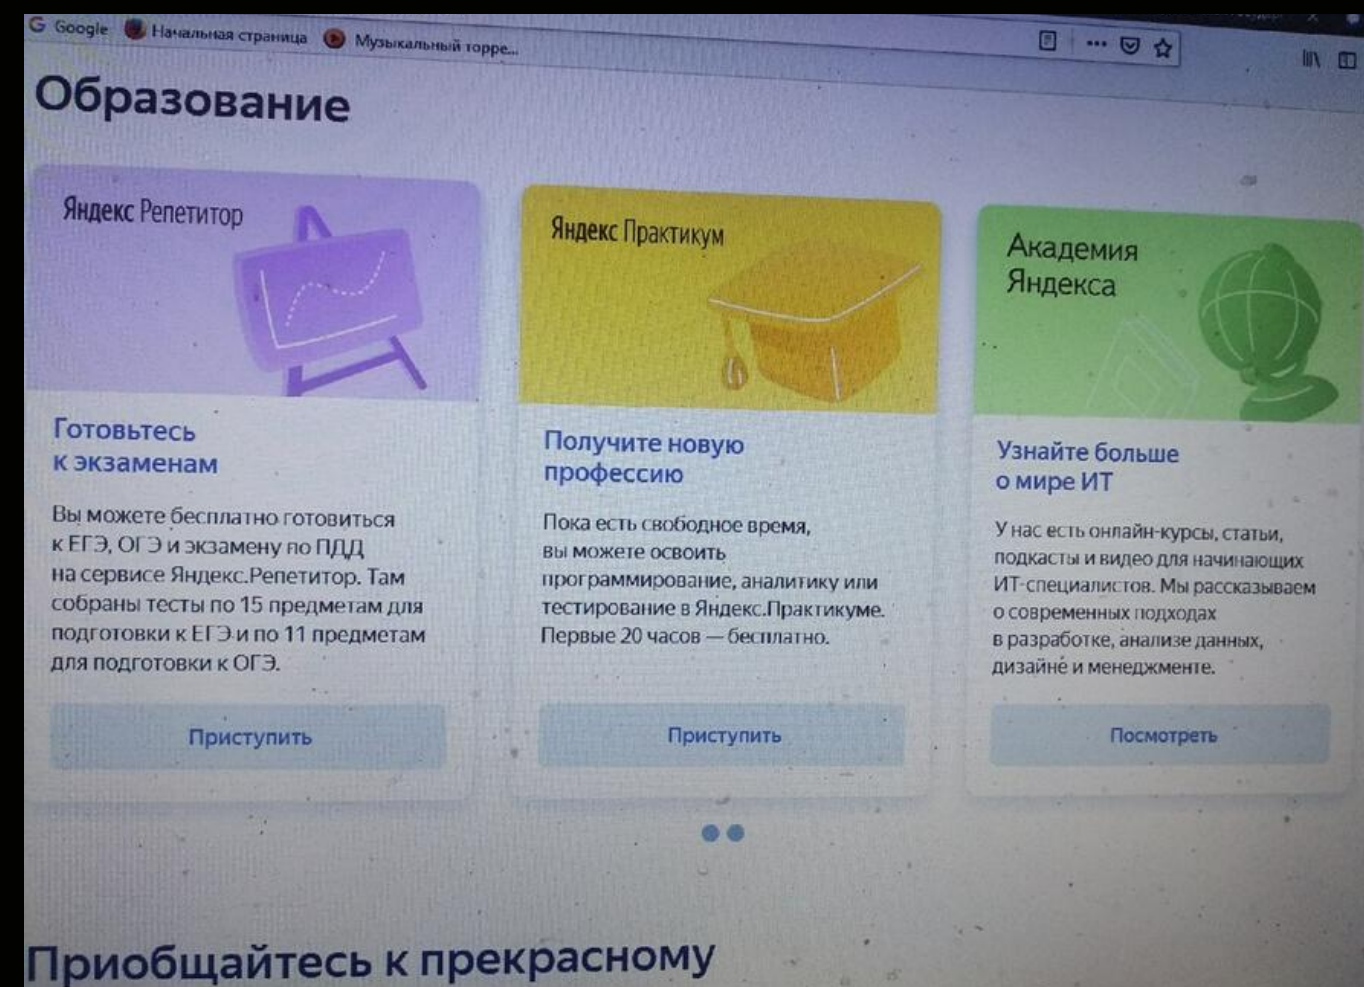 Google Начальная страница Музыкальный торре...
Образование
Яндекс Репетитор
Готовьтесь
к экзаменам
Вы можете бесплатно готовиться
к ЕГЭ, ОГЭ и экзамену по ПДД
на сервисе Яндекс.Репетитор. Там
собраны тесты по 15 предметам для
подготовки к ЕГЭ и по 11 предметам
для подготовки к ОГЭ.
Приступить
Яндекс Практикум
Получите новую
профессию
Пока есть свободное время,
вы можете освоить
программирование, аналитику или
тестирование в Яндекс.Практикуме.
Первые 20 часов — бесплатно.
Приступить
Академия
Яндекса
Узнайте больше
о мире ИТ
У нас есть онлайн-курсы, статьи,
подкасты и видео для начинающих
ИТ-специалистов. Мы рассказываем
о современных подходах
в разработке, анализе данных,
дизайне и менеджменте.
Посмотреть
Приобщайтесь к прекрасному